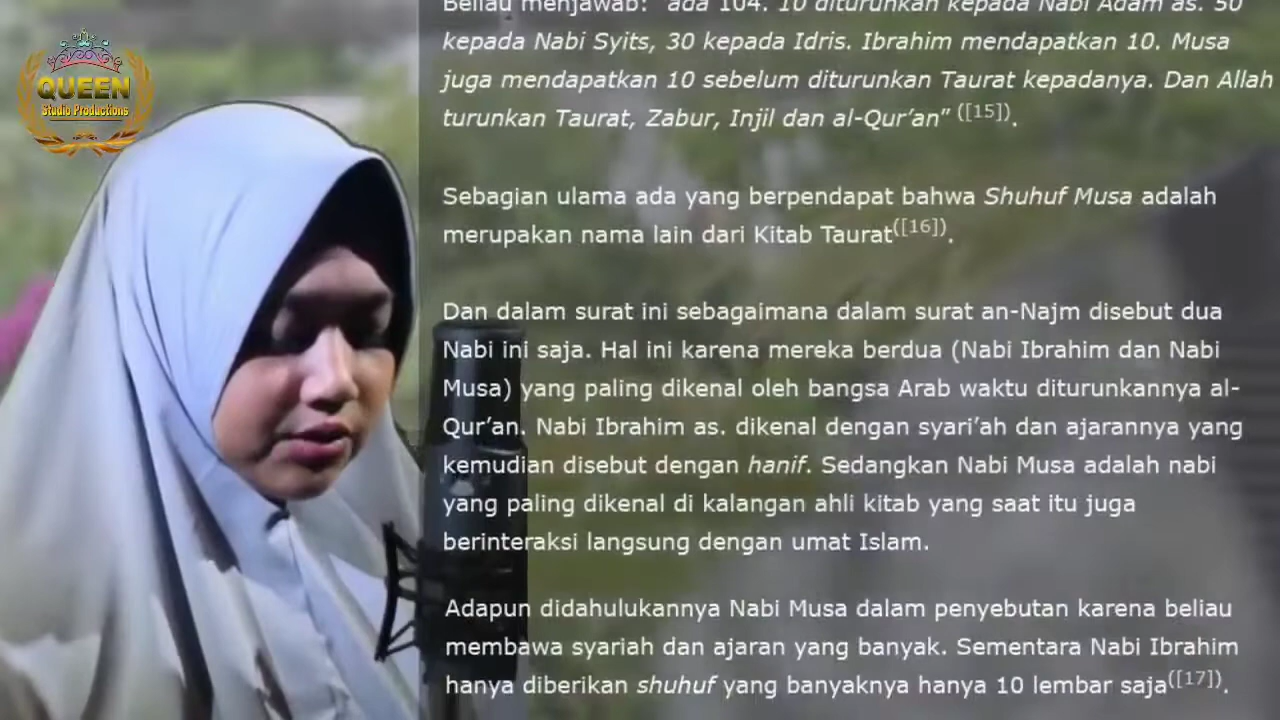 QUEEN
Studio Productions
Beliau menjawab: "ada 104. 10 diturunkan kepada Nabi Adam as. 50
kepada Nabi Syits, 30 kepada Idris. Ibrahim mendapatkan 10. Musa
juga mendapatkan 10 sebelum diturunkan Taurat kepadanya. Dan Allah
turunkan Taurat, Zabur, Injil dan al-Qur’an” ([15]).
Sebagian ulama ada yang berpendapat bahwa Shuhuf Musa adalah
merupakan nama lain dari Kitab Taurat([16]).
Dan dalam surat ini sebagaimana dalam surat an-Najm disebut dua
Nabi ini saja. Hal ini karena mereka berdua (Nabi Ibrahim dan Nabi
Musa) yang paling dikenal oleh bangsa Arab waktu diturunkannya al-
Qur’an. Nabi Ibrahim as. dikenal dengan syari’ah dan ajarannya yang
kemudian disebut dengan hanif. Sedangkan Nabi Musa adalah nabi
yang paling dikenal di kalangan ahli kitab yang saat itu juga
berinteraksi langsung dengan umat Islam.
Adapun didahulukannya Nabi Musa dalam penyebutan karena beliau
membawa syariah dan ajaran yang banyak. Sementara Nabi Ibrahim
hanya diberikan shuhuf yang banyaknya hanya 10 lembar saja([17]).